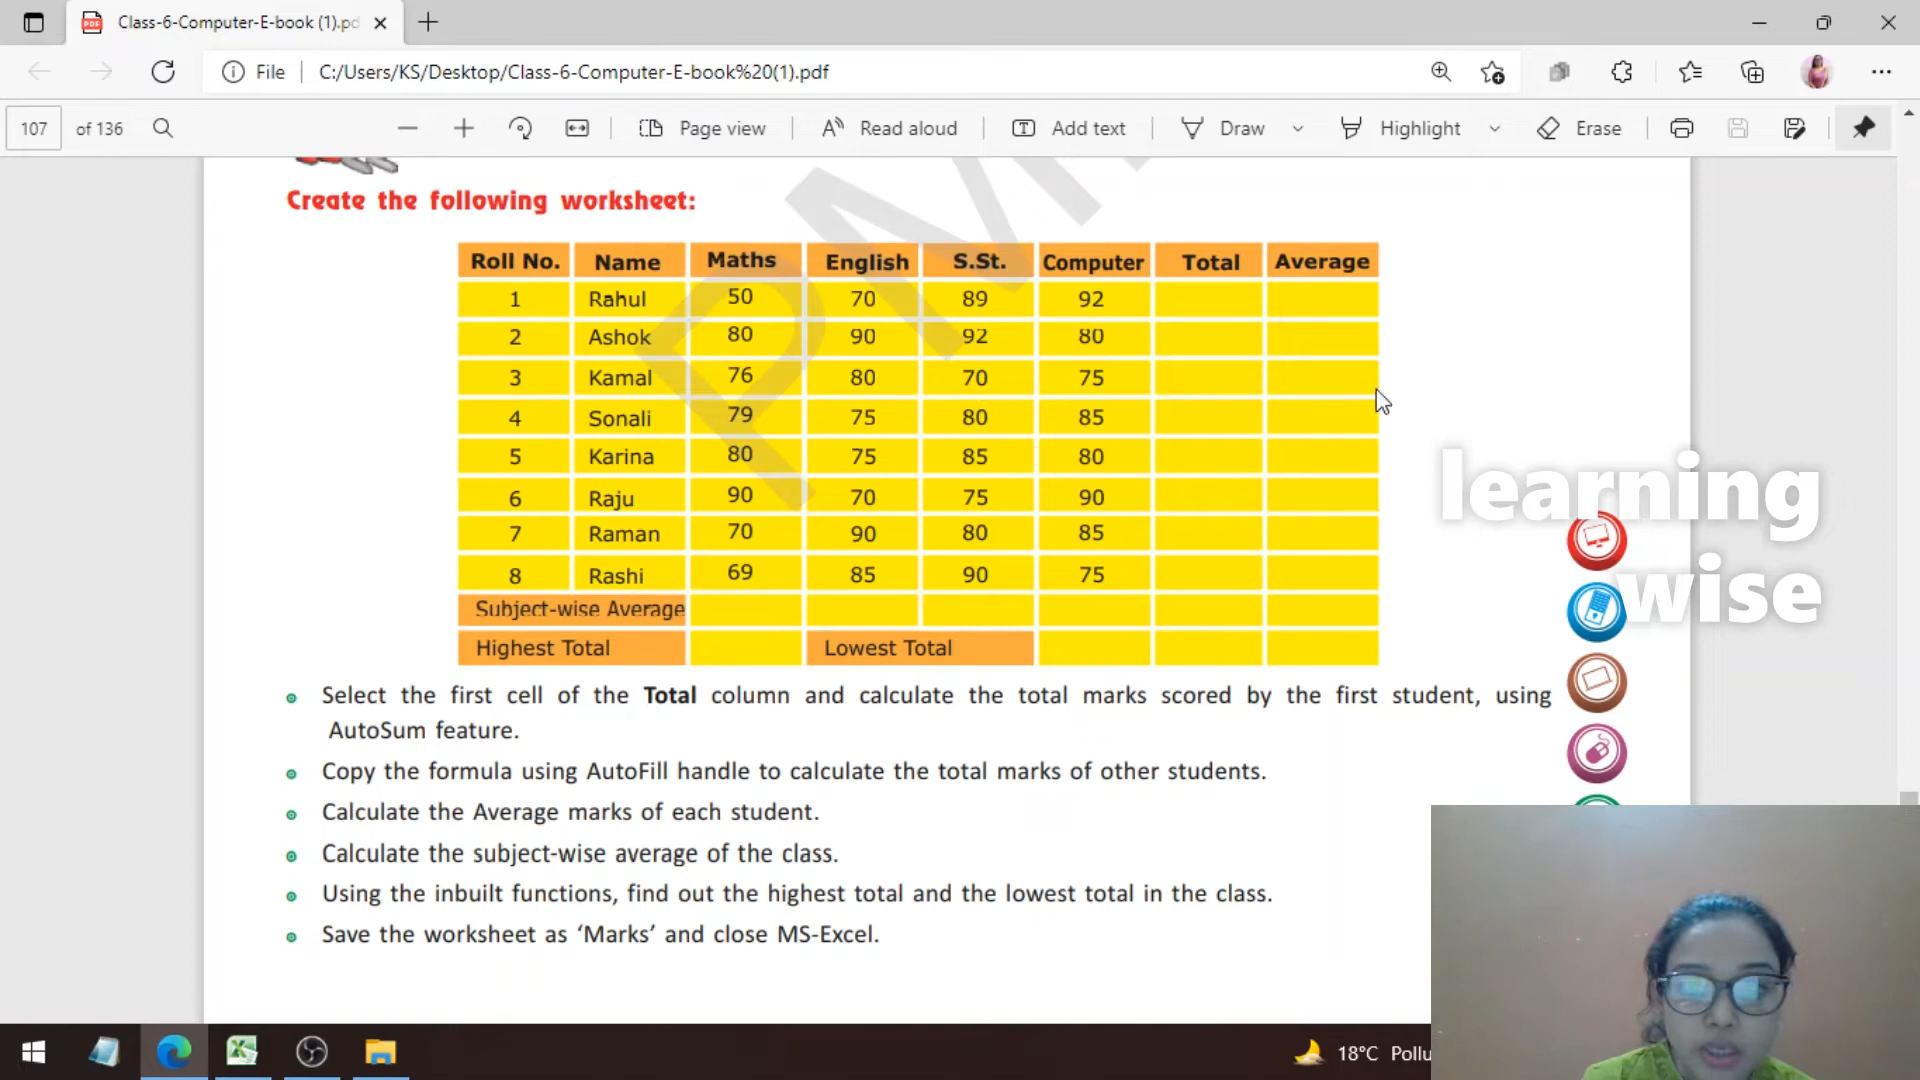 Class-6-Computer-E-book (1).pd
File
C:/Users/KS/Desktop/Class-6-Computer-E-book%20(1).pdf
107 of 136
Page view
Read aloud
Add text
Draw
Highlight
Erase
Create the following worksheet:
Roll No. Name Maths English S.St. Computer Total Average
1 Rahul 50 70 89 92
2 Ashok 80 90 92 80
3 Kamal 76 80 70 75
4 Sonali 79 75 80 85
5 Karina 80 75 85 80
6 Raju 90 70 75 90
7 Raman 70 90 80 85
8 Rashi 69 85 90 75
Subject-wise Average
Highest Total Lowest Total
learning
wise
Select the first cell of the Total column and calculate the total marks scored by the first student, using
AutoSum feature.
Copy the formula using AutoFill handle to calculate the total marks of other students.
Calculate the Average marks of each student.
Calculate the subject-wise average of the class.
Using the inbuilt functions, find out the highest total and the lowest total in the class.
Save the worksheet as ‘Marks’ and close MS-Excel.
18°C Pollu